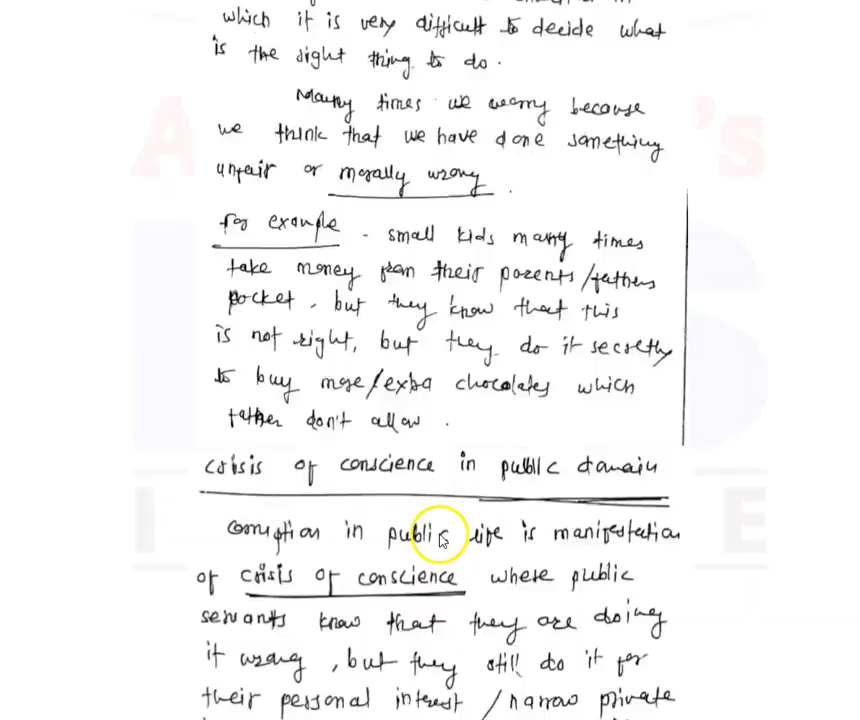 which it is very difficult to decide what
is the right thing to do.
Many times we worry because
we think that we have done something
unfair or morally wrong.
for example - small kids many times
take money from their parents/fathers
pocket, but they know that this
is not right, but they do it secretly
to buy more/extra chocolates which
father don't allow.
crisis of conscience in public domain
corruption in public life is manifestation
of crisis of conscience where public
servants know that they are doing
it wrong, but they still do it for
their personal interest / narrow private